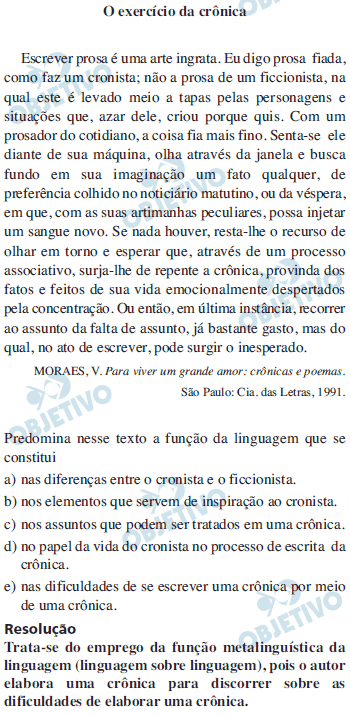 O exercício da crônica
Escrever prosa é uma arte ingrata. Eu digo prosa fiada,
como faz um cronista; não a prosa de um ficcionista, na
qual este é levado meio a tapas pelas personagens e
situações que, azar dele, criou porque quis. Com um
prosador do cotidiano, a coisa fia mais fino. Senta-se ele
diante de sua máquina, olha através da janela e busca
fundo em sua imaginação um fato qualquer, de
preferência colhido no noticiário matutino, ou da véspera,
em que, com as suas artimanhas peculiares, possa injetar
um sangue novo. Se nada houver, resta-lhe o recurso de
olhar em torno e esperar que, através de um processo
associativo, surja-lhe de repente a crônica, provinda dos
fatos e feitos de sua vida emocionalmente despertados
pela concentração. Ou então, em última instância, recorrer
ao assunto da falta de assunto, já bastante gasto, mas do
qual, no ato de escrever, pode surgir o inesperado.
MORAES, V. Para viver um grande amor: crônicas e poemas.
São Paulo: Cia. das Letras, 1991.
Predomina nesse texto a função da linguagem que se
constitui
a) nas diferenças entre o cronista e o ficcionista.
b) nos elementos que servem de inspiração ao cronista.
c) nos assuntos que podem ser tratados em uma crônica.
d) no papel da vida do cronista no processo de escrita da
crônica.
e) nas dificuldades de se escrever uma crônica por meio
de uma crônica.
Resolução
Trata-se do emprego da função metalinguística da
linguagem (linguagem sobre linguagem), pois o autor
elabora uma crônica para discorrer sobre as
dificuldades de elaborar uma crônica.
OBJETIVO
OBJETIVO
OBJETIVO
OBJETIVO
OBJETIVO
OBJETIVO
OBJETIVO